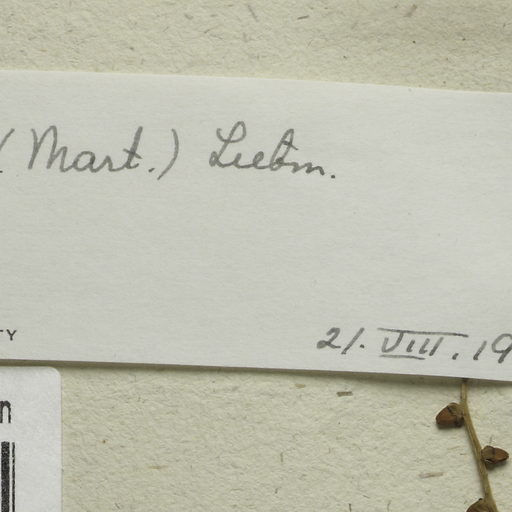 (Mart.) Liebm.
TY
21. VIII. 19
n